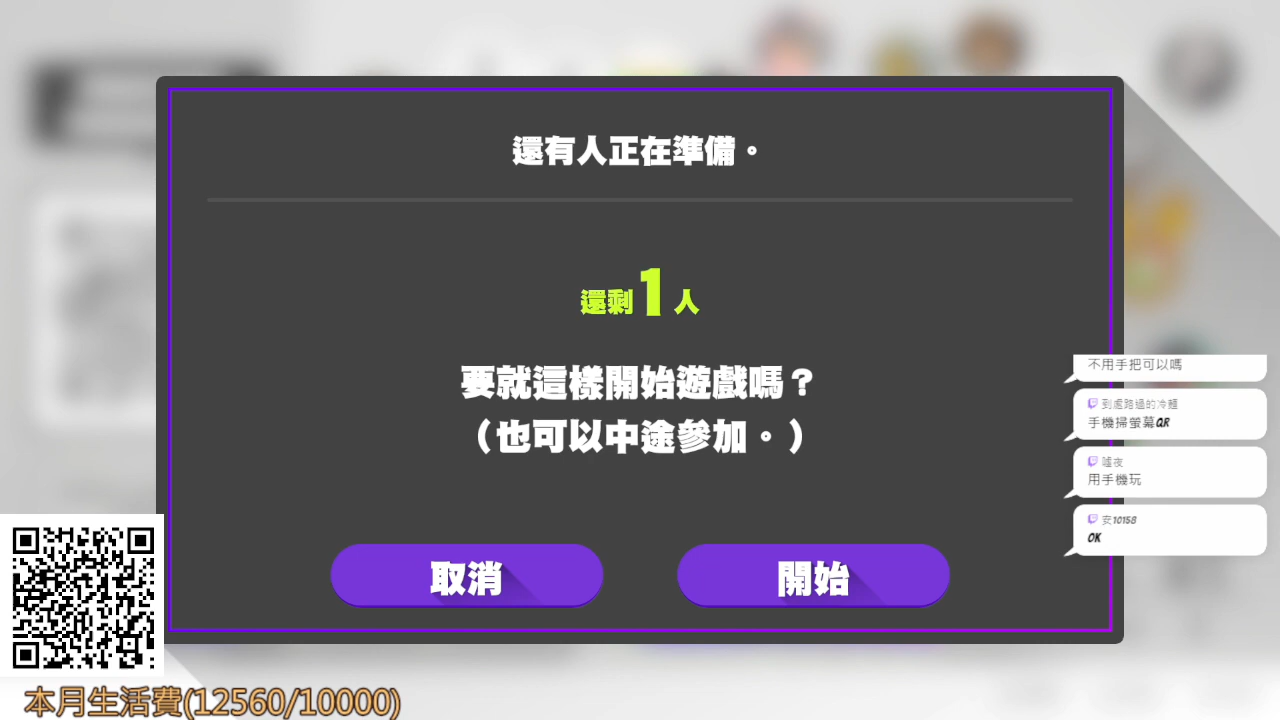 還有人正在準備。
還剩1人
要就這樣開始遊戲嗎？
（也可以中途參加。）
取消
開始
不用手把可以嗎
到處路過的冷麵
手機掃螢幕QR
噓夜
用手機玩
安10158
OK
本月生活費(12560/10000)